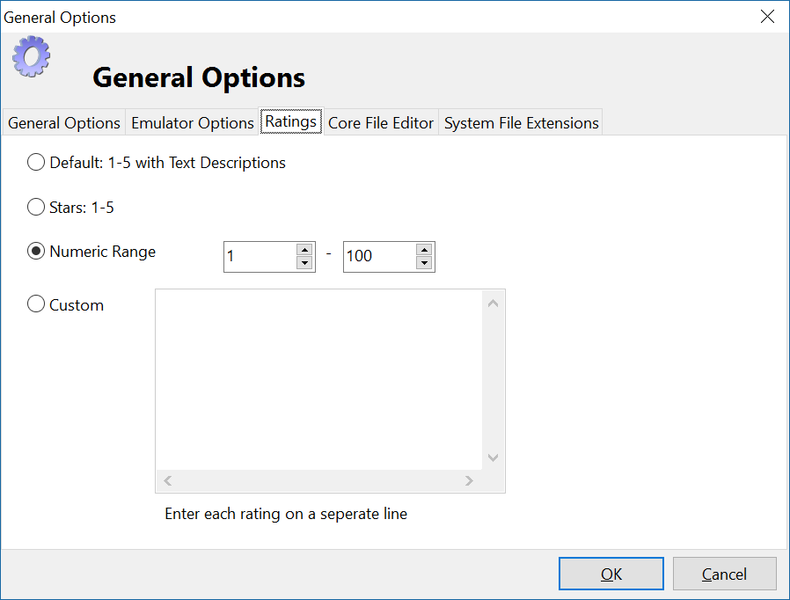 General Options
General Options
General Options Emulator Options Ratings Core File Editor System File Extensions
Default: 1-5 with Text Descriptions
Stars: 1-5
Numeric Range 1 - 100
Custom
Enter each rating on a seperate line
OK Cancel